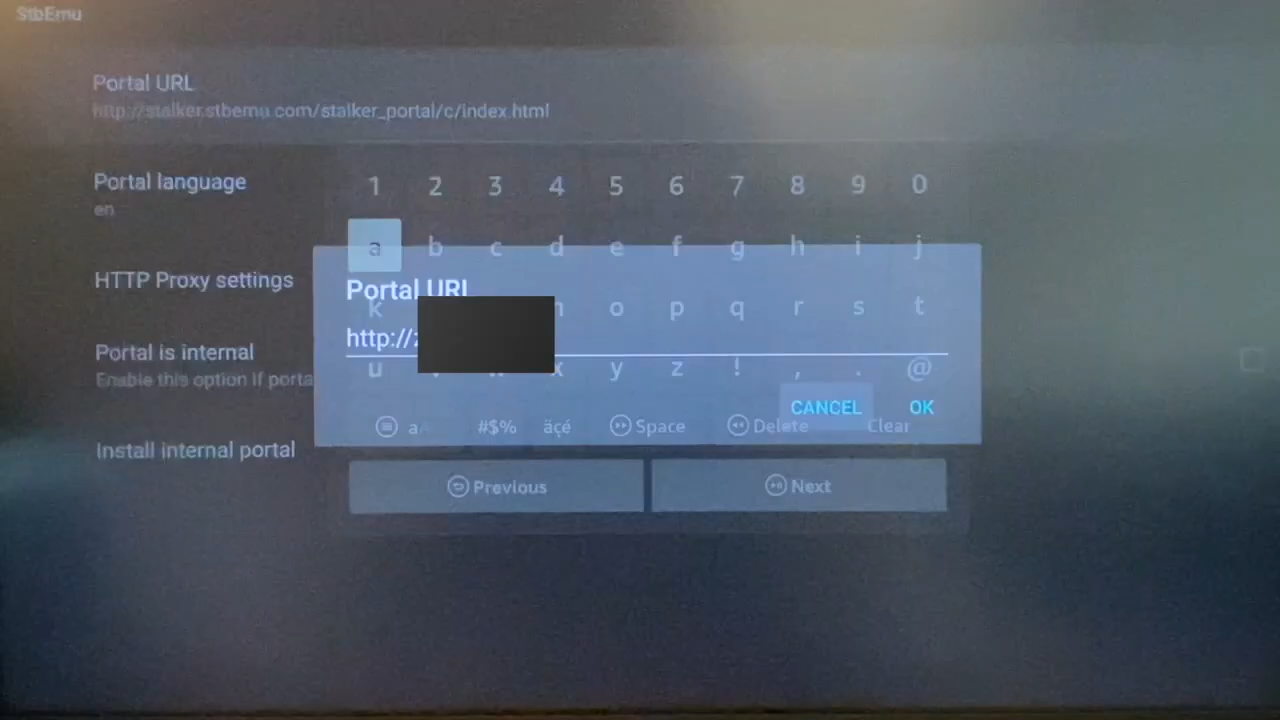 StbEmu
Portal URL
http://stalker.stbemu.com/stalker_portal/c/index.html
Portal language
en
1 2 3 4 5 6 7 8 9 0
a b c d e f g h i j
HTTP Proxy settings
Portal URL
k o p q r s t
http://
Portal is internal
Enable this option if porta
u x y z ! , . @
CANCEL OK
#$% äçé Space Delete Clear
Install internal portal
Previous Next